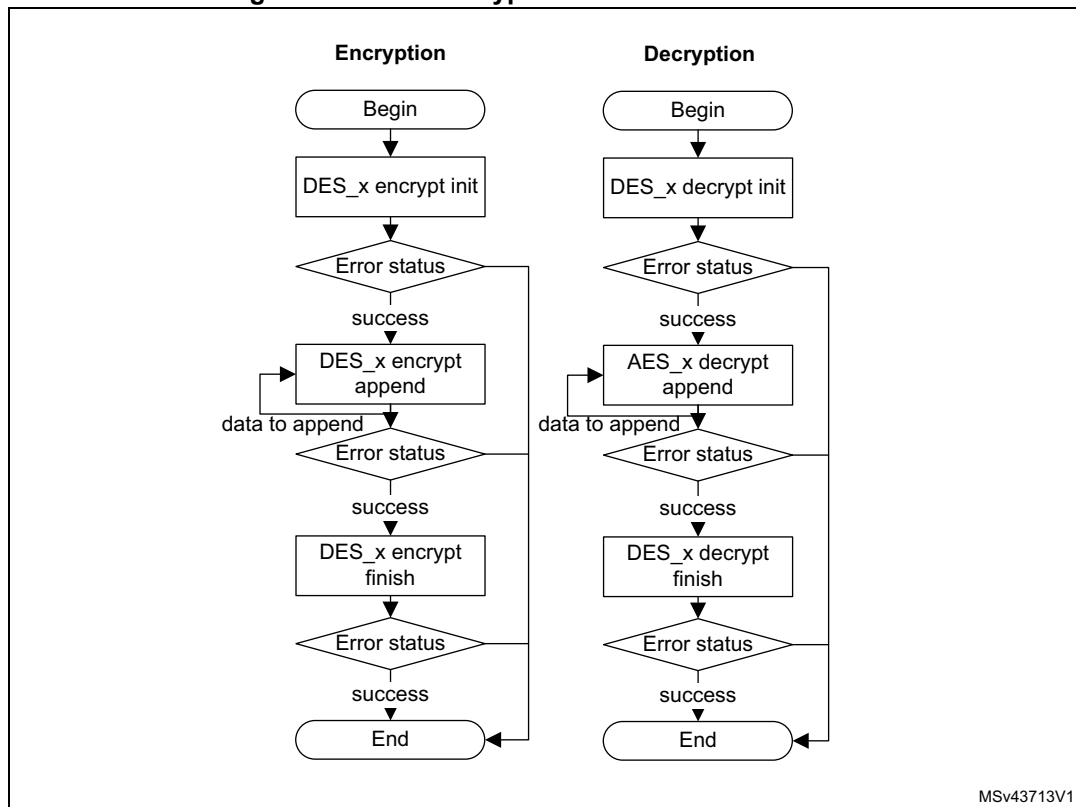 Encryption
Begin
DES_x encrypt init
Error status
success
DES_x encrypt
append
data to append
Error status
success
DES_x encrypt
finish
Error status
success
End
Decryption
Begin
DES_x decrypt init
Error status
success
AES_x decrypt
append
data to append
Error status
success
DES_x decrypt
finish
Error status
success
End
MSv43713V1